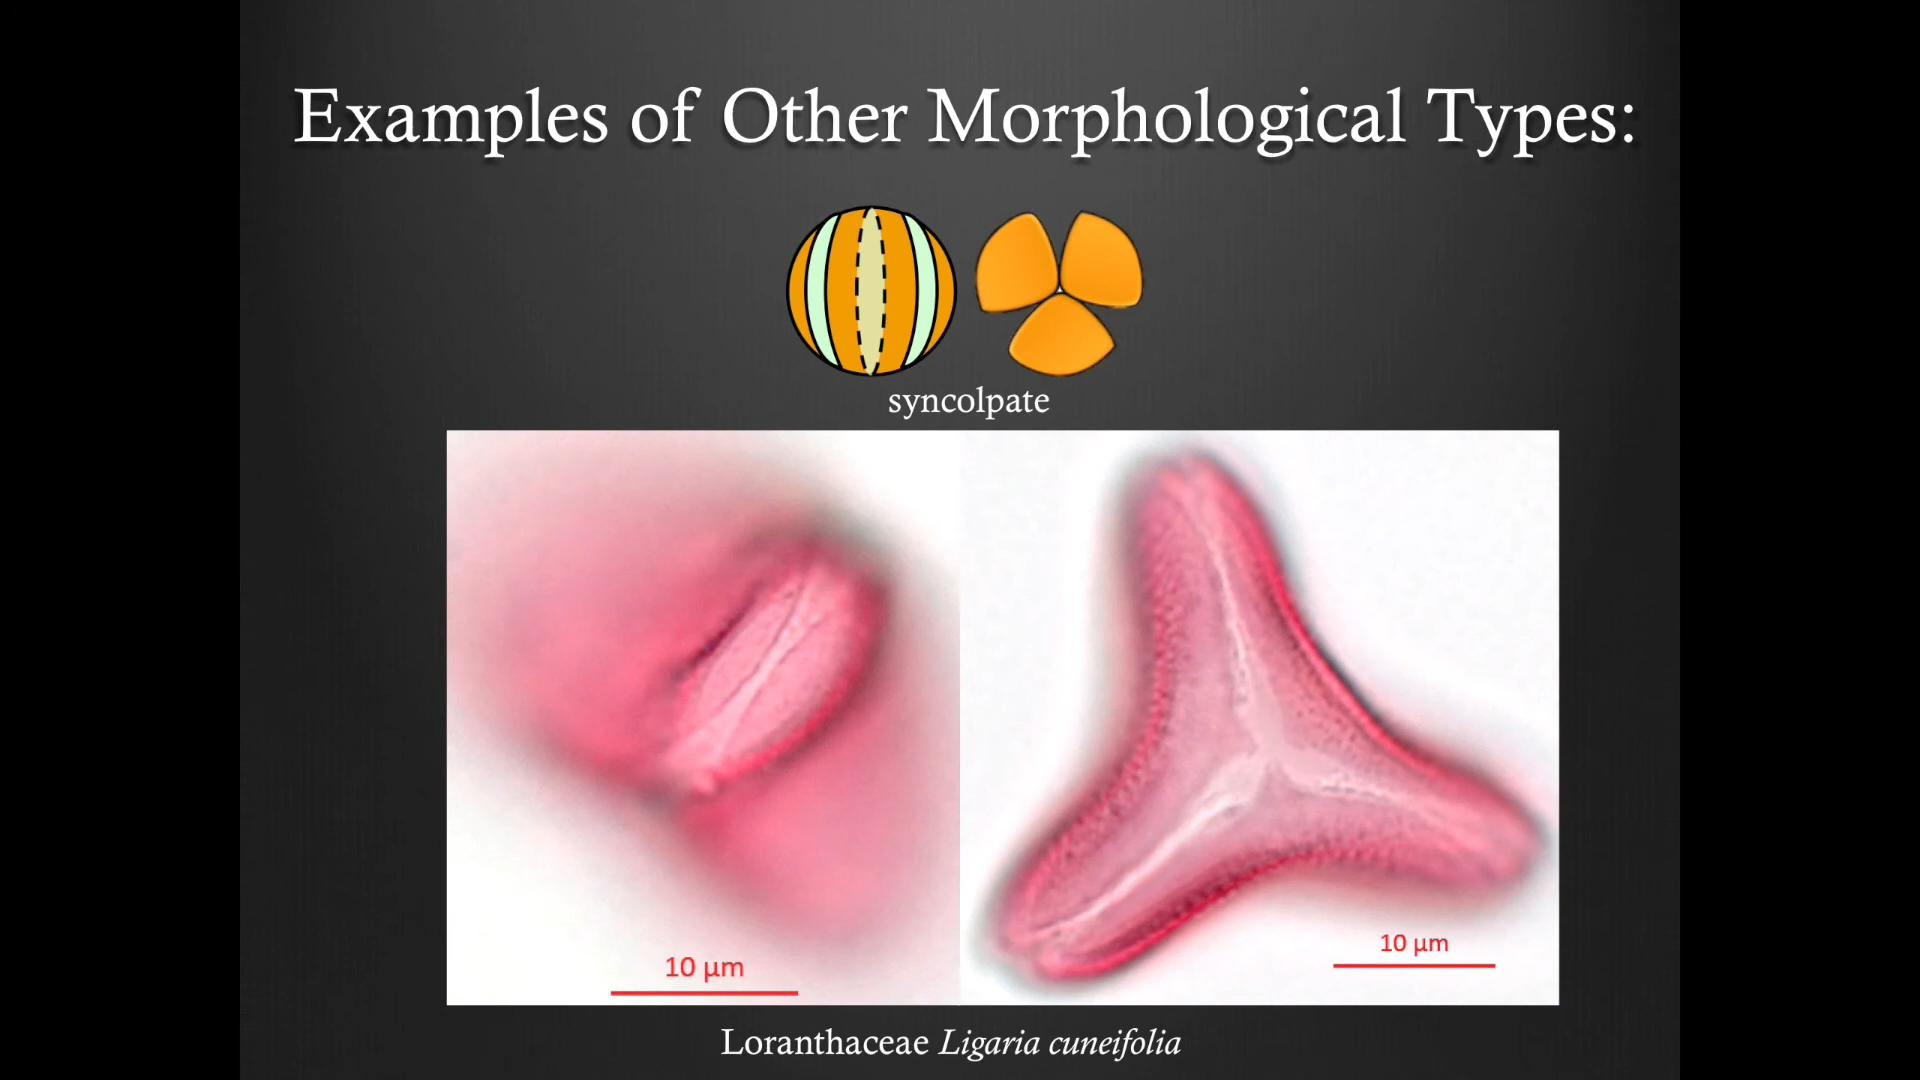 Examples of Other Morphological Types:
syncolpate
10 µm
10 µm
Loranthaceae Ligaria cuneifolia